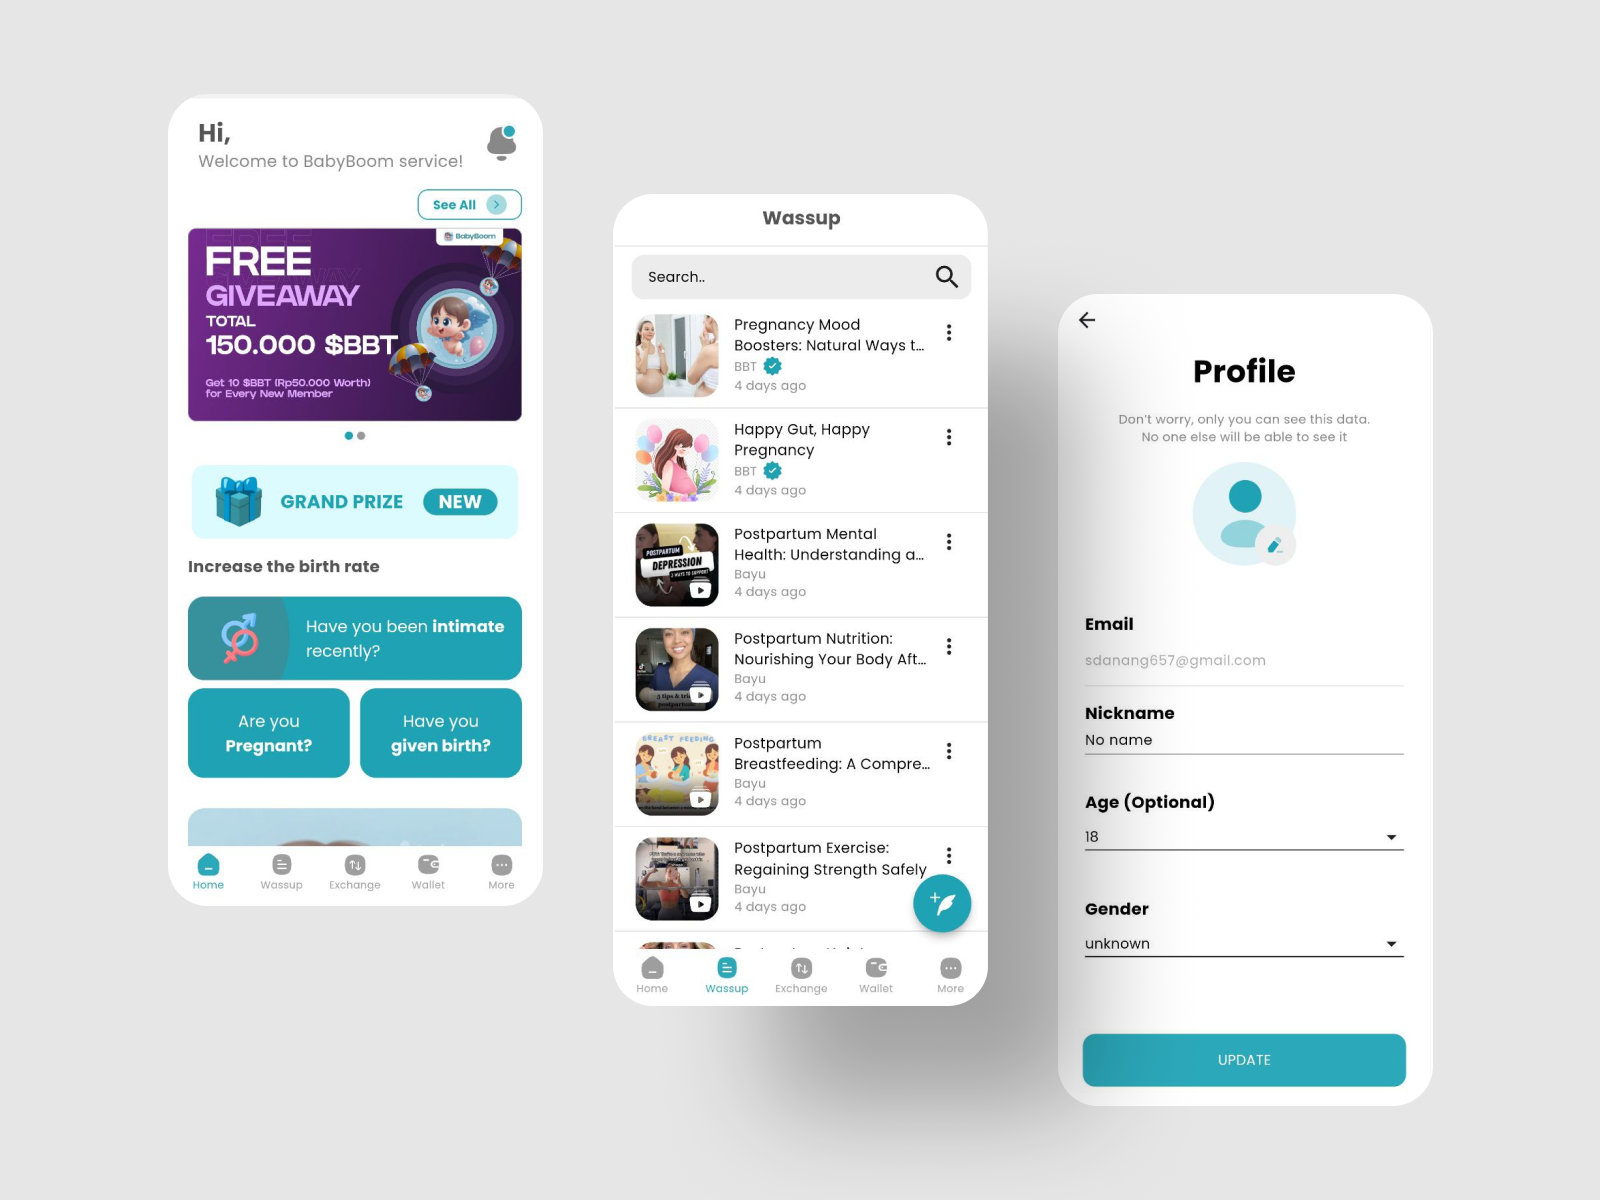 Hi,
Welcome to BabyBoom service!
See All
BabyBoom
FREE
GIVEAWAY
TOTAL
150.000 $BBT
Get 10 $BBT (Rp50.000 Worth)
for Every New Member
GRAND PRIZE
NEW
Increase the birth rate
Have you been intimate
recently?
Are you
Pregnant?
Have you
given birth?
Home
Wassup
Exchange
Wallet
More
Wassup
Search..
Pregnancy Mood
Boosters: Natural Ways t...
BBT
4 days ago
Happy Gut, Happy
Pregnancy
BBT
4 days ago
POSTPARTUM
DEPRESSION
Postpartum Mental
Health: Understanding a...
Bayu
4 days ago
Postpartum Nutrition:
Nourishing Your Body Aft...
Bayu
4 days ago
BREAST FEEDING
Postpartum
Breastfeeding: A Compre...
Bayu
4 days ago
Postpartum Exercise:
Regaining Strength Safely
Bayu
4 days ago
Home
Wassup
Exchange
Wallet
More
Profile
Don't worry, only you can see this data.
No one else will be able to see it
Email
sdanang657@gmail.com
Nickname
No name
Age (Optional)
18
Gender
unknown
UPDATE